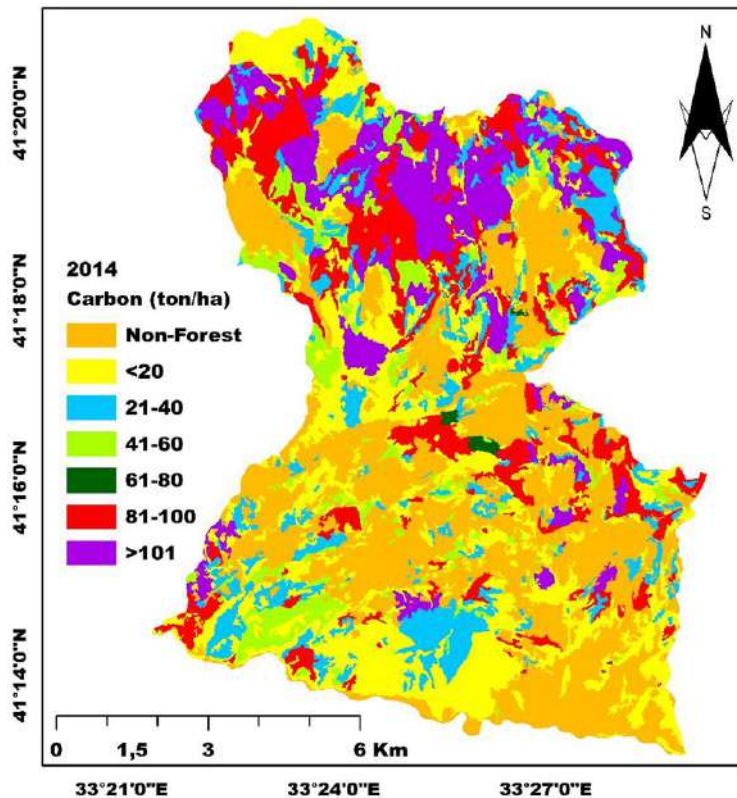 N
S
2014
Carbon (ton/ha)
Non-Forest
<20
21-40
41-60
61-80
81-100
>101
0 1,5 3 6 Km
41°20'0"N
41°18'0"N
41°16'0"N
41°14'0"N
33°21'0"E 33°24'0"E 33°27'0"E